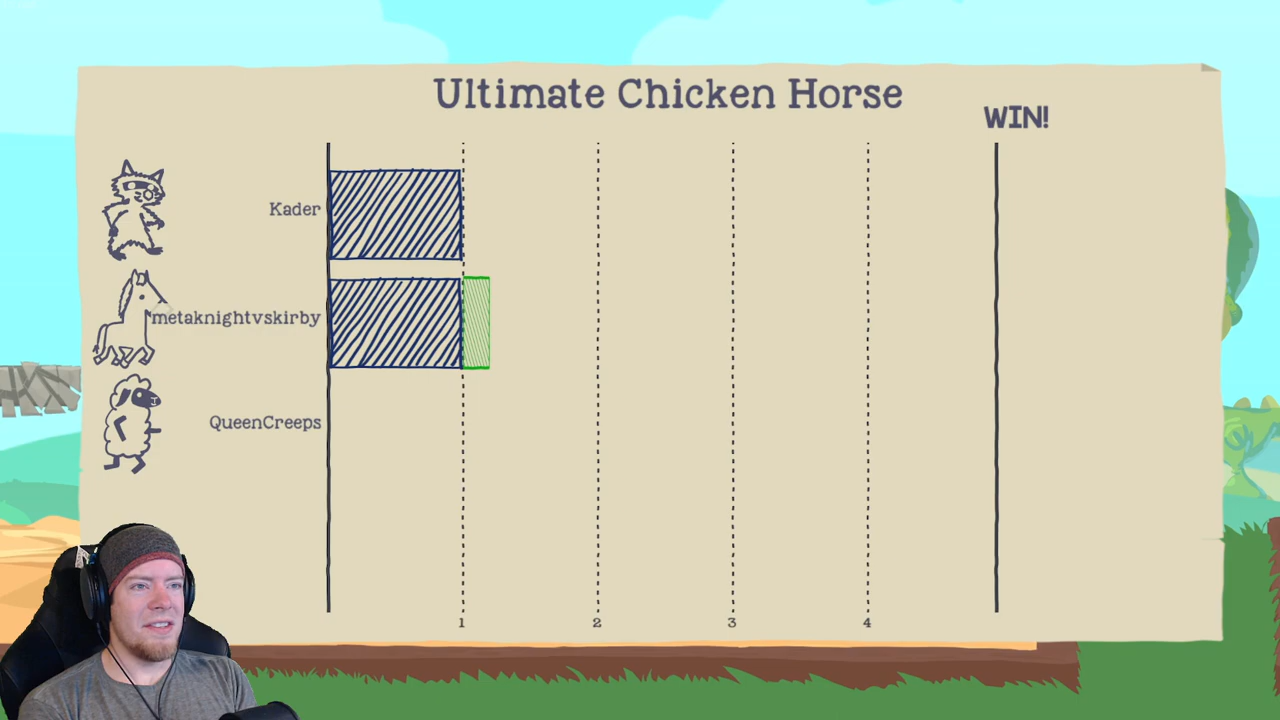 Ultimate Chicken Horse
WIN!
Kader
metaknightvskirby
QueenCreeps
1 2 3 4